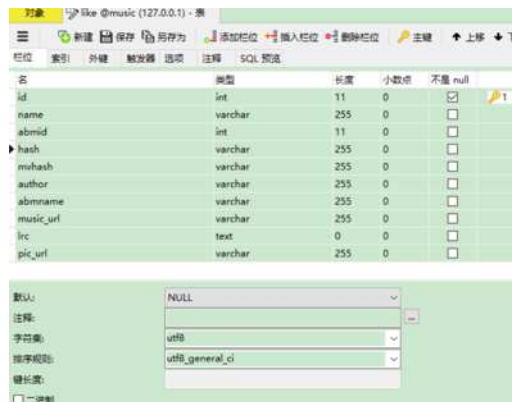 对象 like @music (127.0.0.1) - 表
新建 保存 另存为 添加栏位 插入栏位 删除栏位 主键 上移 下
栏位 索引 外键 触发器 选项 注释 SQL 预览
名 类型 长度 小数点 不是 null
id int 11 0 1
name varchar 255 0
abmid int 11 0
hash varchar 255 0
mvhash varchar 255 0
author varchar 255 0
abmname varchar 255 0
music_url varchar 255 0
lrc text 0 0
pic_url varchar 255 0
默认: NULL
注释: ...
字符集: utf8
排序规则: utf8_general_ci
键长度:
二进制